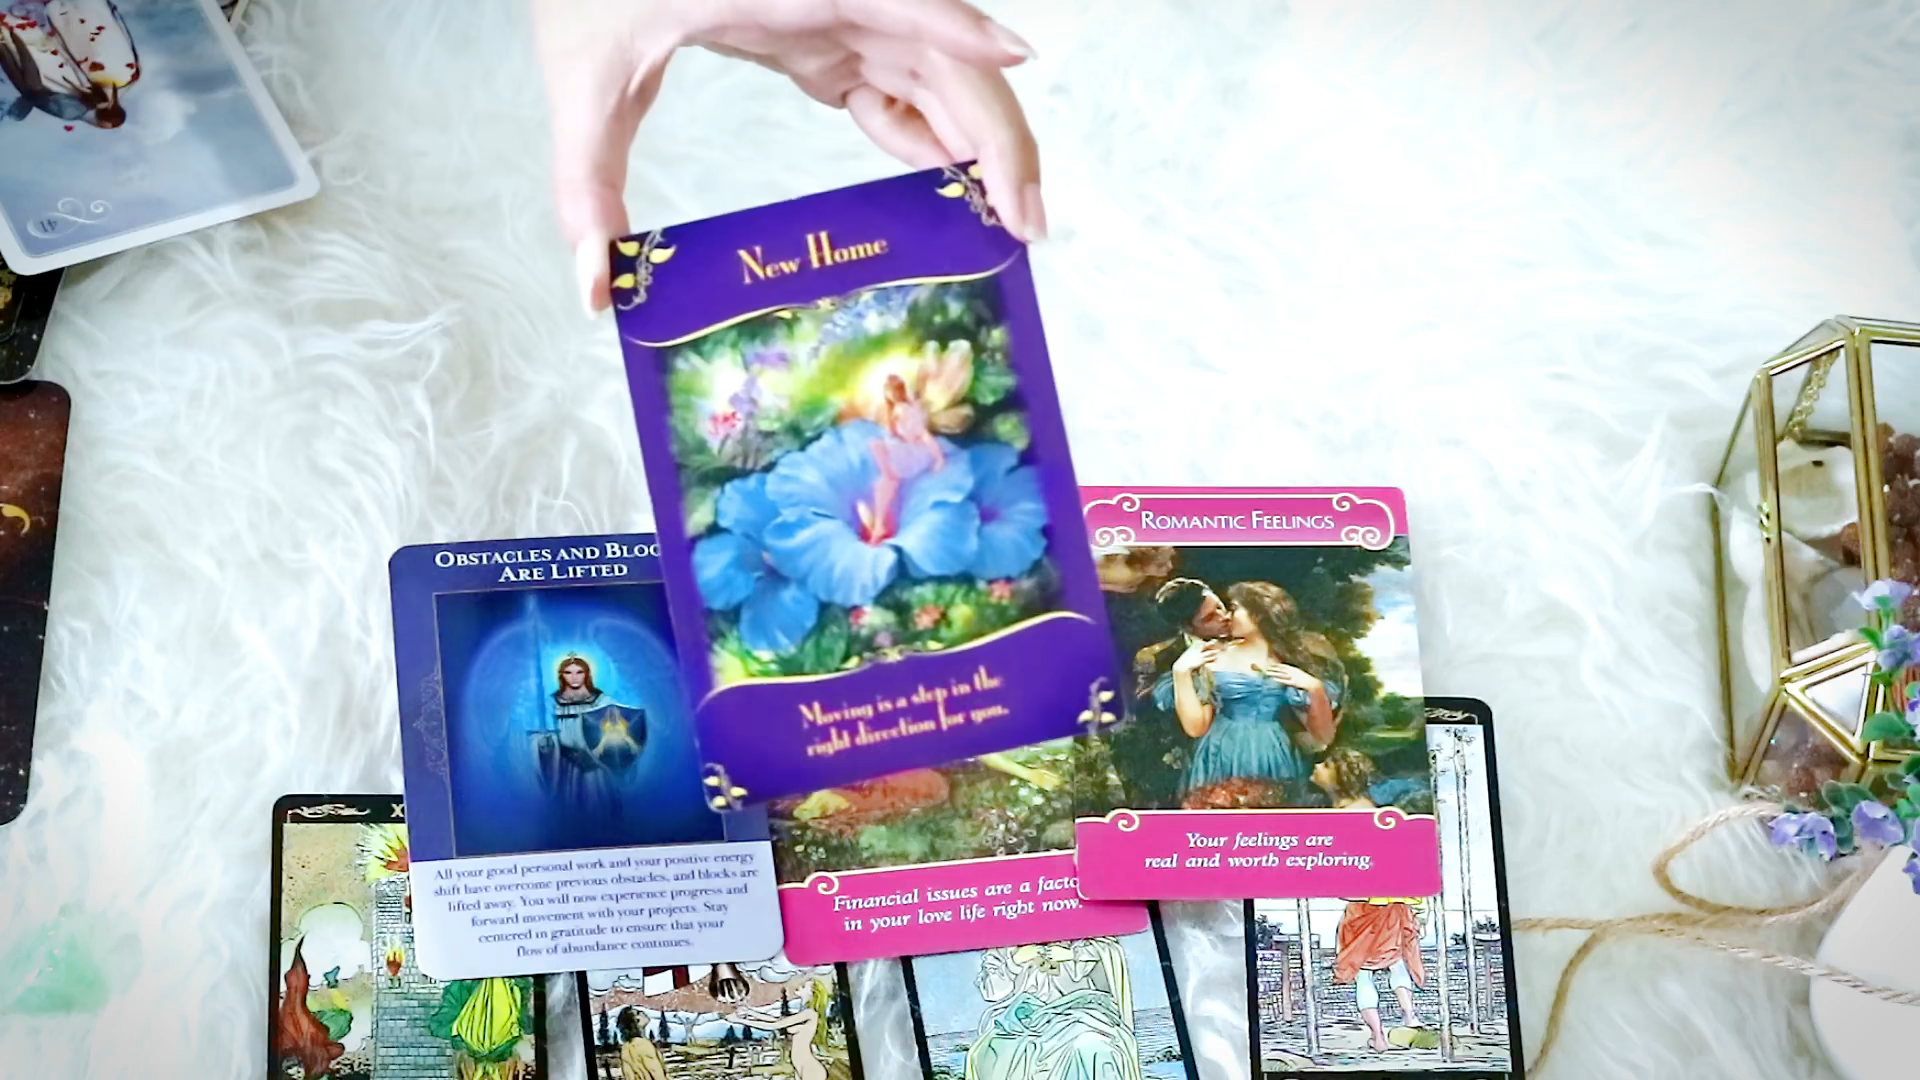 41
New Home
Moving is a step in the
right direction for you.
OBSTACLES AND BLOC
ARE LIFTED
All your good personal work and your positive energy
shift have overcome previous obstacles, and blocks are
lifted away. You will now experience progress and
forward movement with your projects. Stay
centered in gratitude to ensure that your
flow of abundance continues.
Financial issues are a facto
in your love life right now.
ROMANTIC FEELINGS
Your feelings are
real and worth exploring.
X